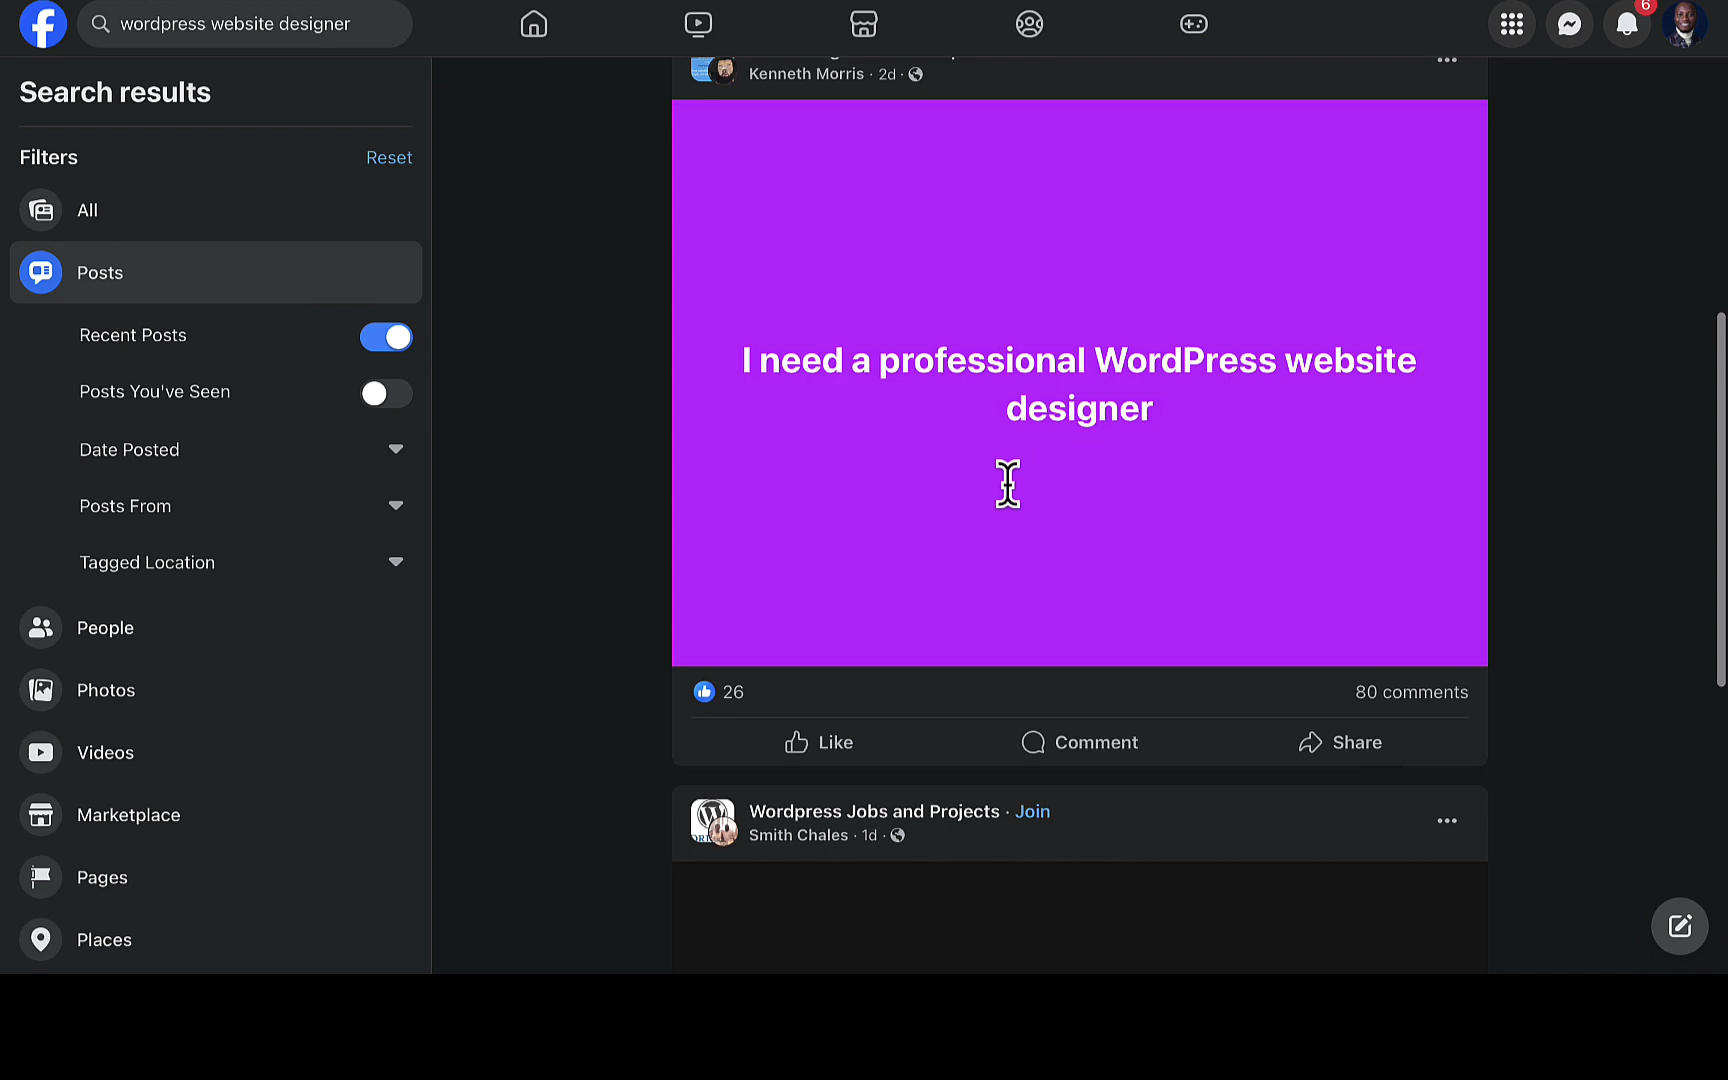 wordpress website designer
6
Search results
Filters
Reset
All
Posts
Recent Posts
Posts You've Seen
Date Posted
Posts From
Tagged Location
People
Photos
Videos
Marketplace
Pages
Places
Kenneth Morris · 2d ·
I need a professional WordPress website
designer
26
80 comments
Like
Comment
Share
Wordpress Jobs and Projects · Join
Smith Chales · 1d ·